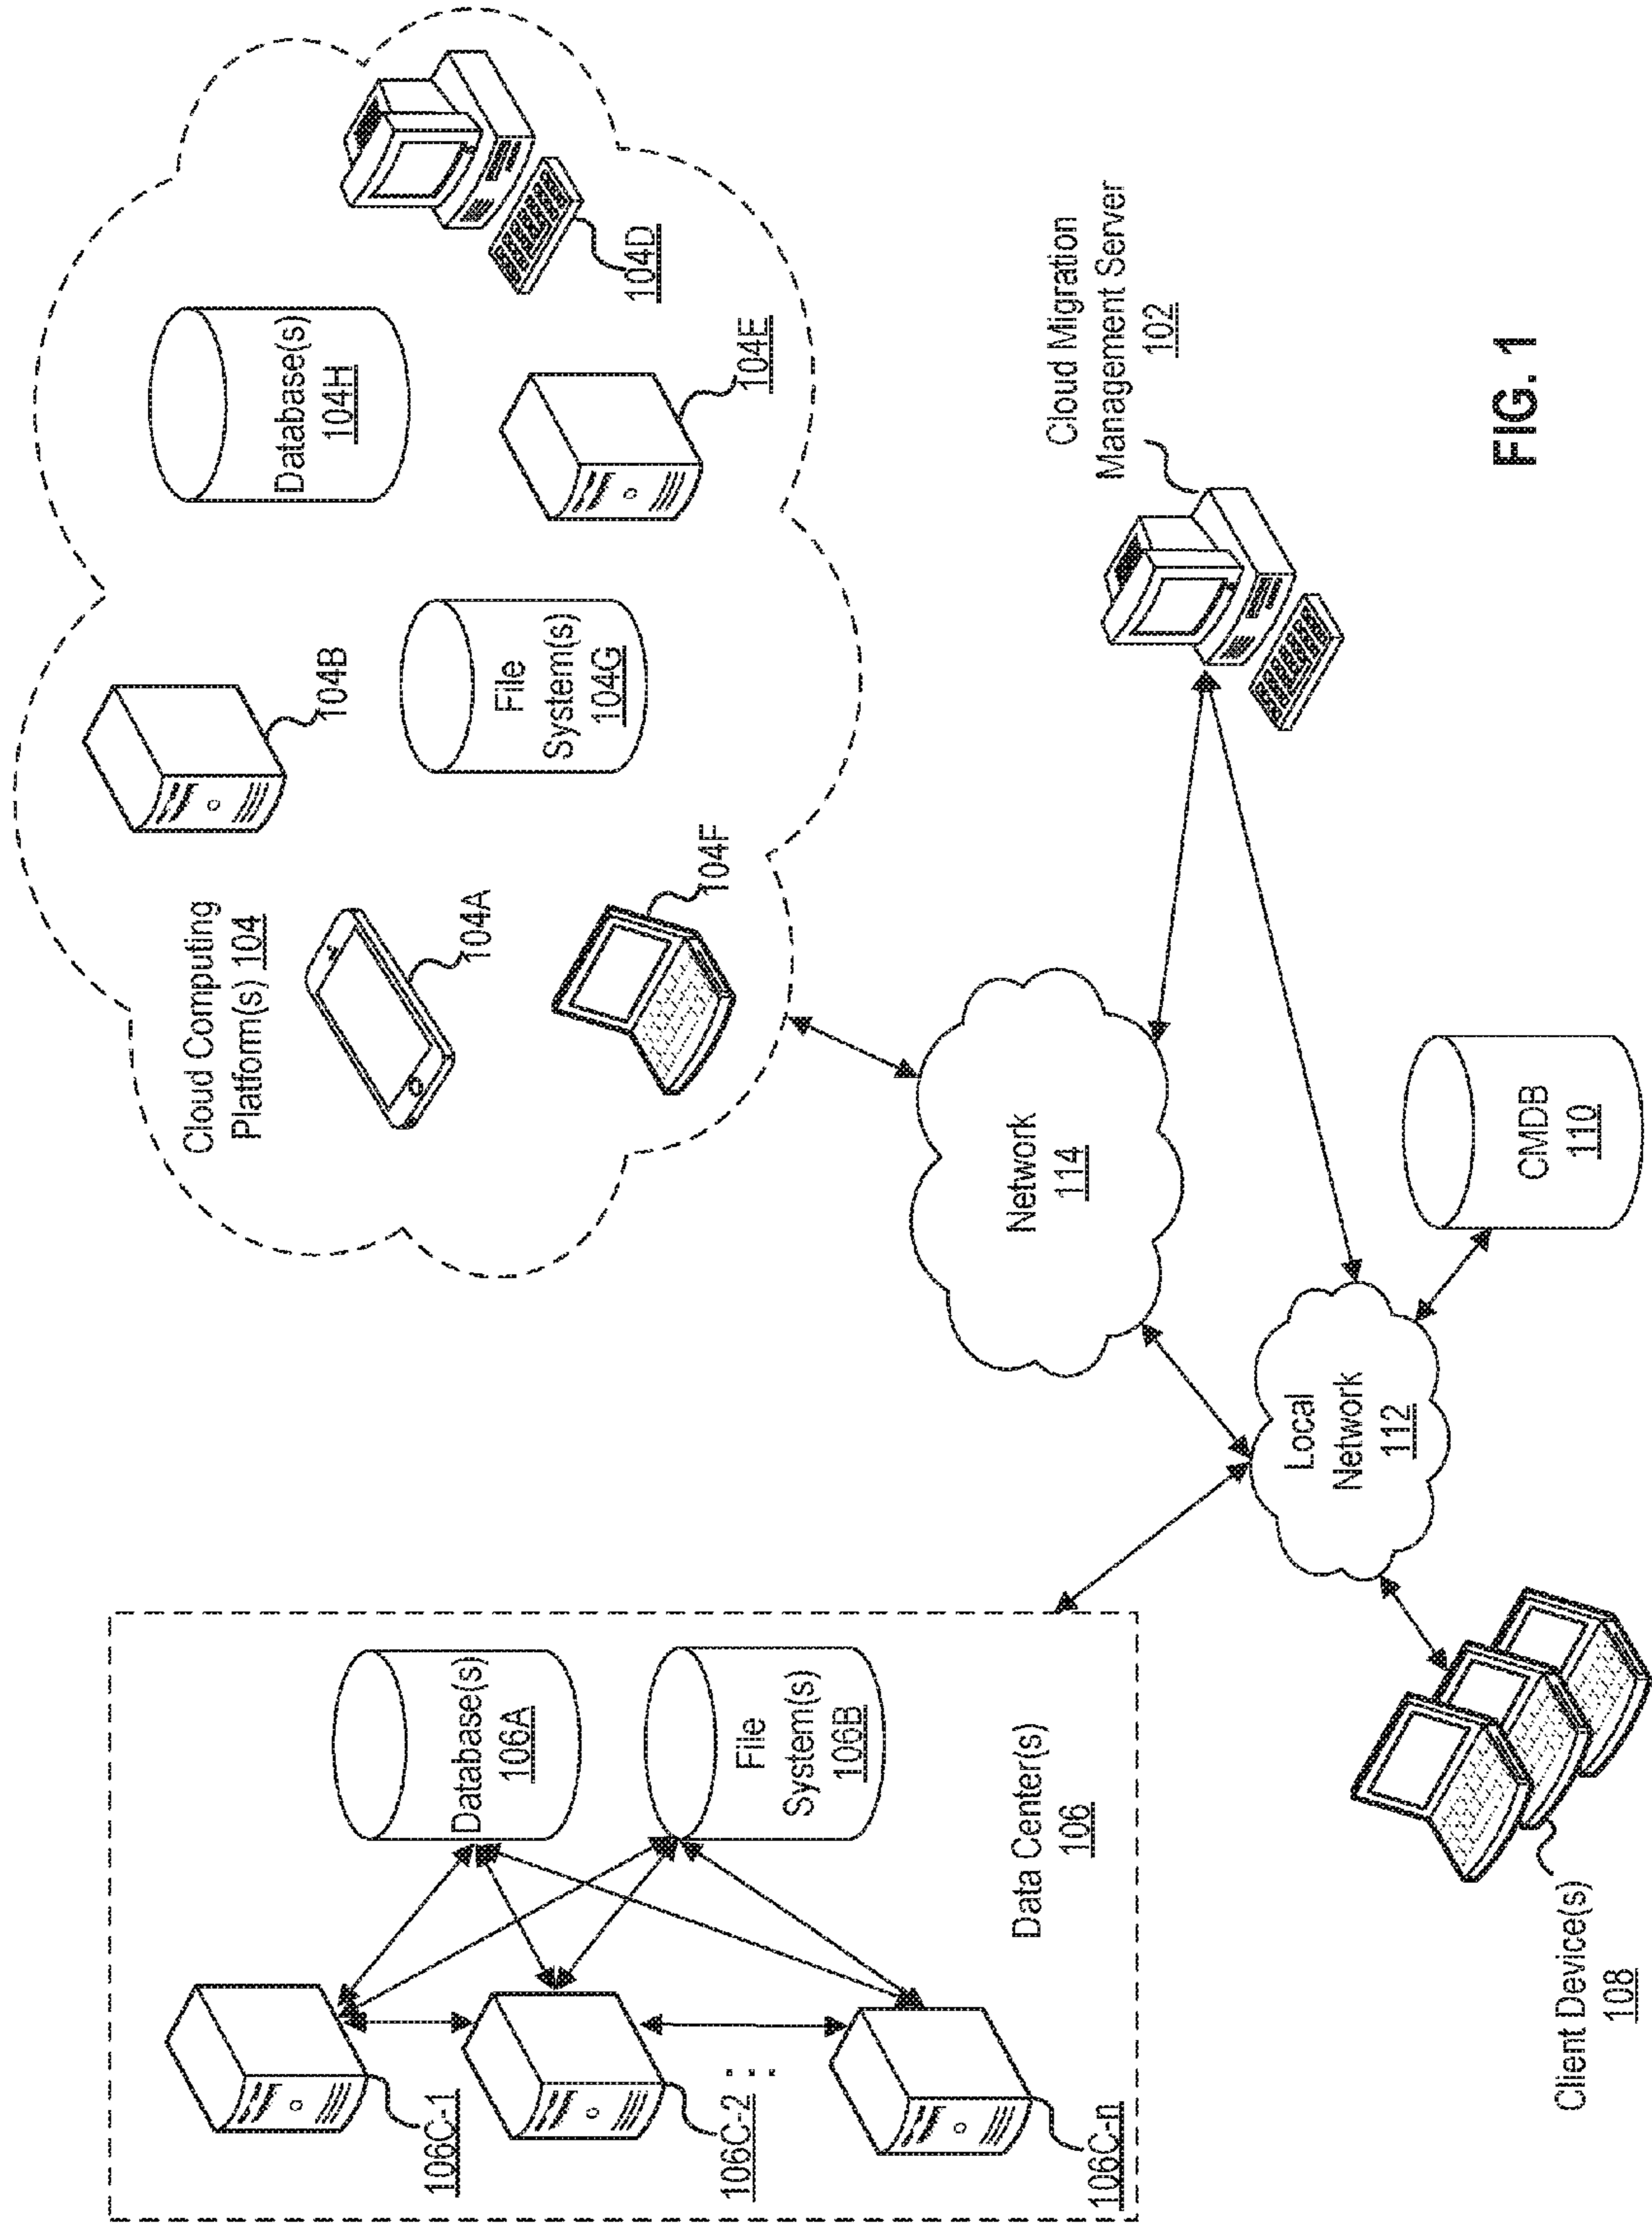 Cloud Computing
Platform(s) 104
104A
104B
104F
File
System(s)
104G
Database(s)
104H
104E
104D
106C-1
106C-2
. . .
106C-n
Database(s)
106A
File
System(s)
106B
Data Center(s)
106
Network
114
Cloud Migration
Management Server
102
Local
Network
112
CMDB
110
Client Device(s)
108
FIG. 1